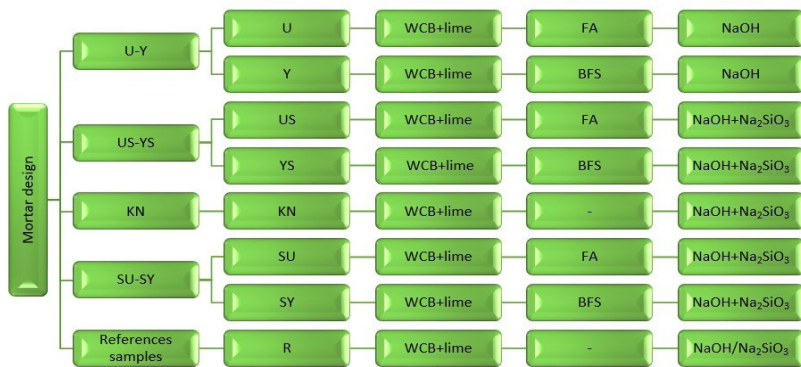 Mortar design
U-Y
U
WCB+lime
FA
NaOH
Y
WCB+lime
BFS
NaOH
US-YS
US
WCB+lime
FA
NaOH+Na₂SiO₃
YS
WCB+lime
BFS
NaOH+Na₂SiO₃
KN
KN
WCB+lime
-
NaOH+Na₂SiO₃
SU-SY
SU
WCB+lime
FA
NaOH+Na₂SiO₃
SY
WCB+lime
BFS
NaOH+Na₂SiO₃
References
samples
R
WCB+lime
-
NaOH/Na₂SiO₃